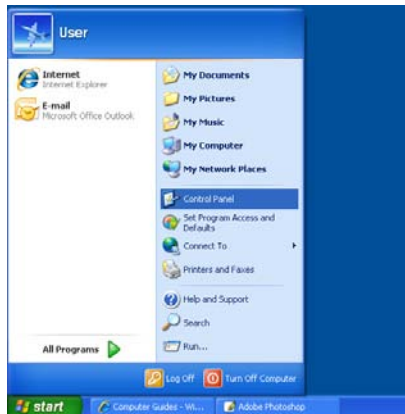 User
Internet
Internet Explorer
E-mail
Microsoft Office Outlook
All Programs
My Documents
My Pictures
My Music
My Computer
My Network Places
Control Panel
Set Program Access and
Defaults
Connect To
Printers and Faxes
Help and Support
Search
Run...
Log Off
Turn Off Computer
start
Computer Guides - Wi...
Adobe Photoshop